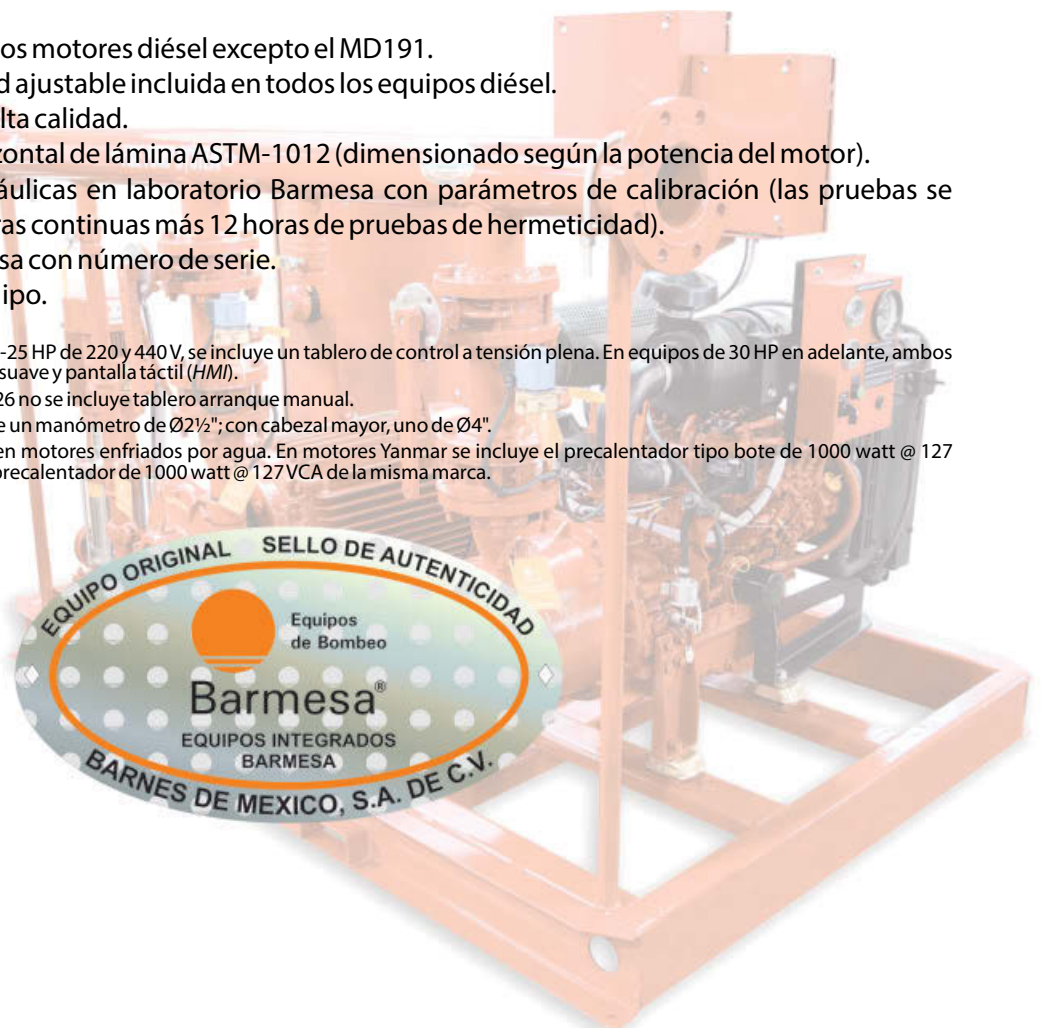 os motores diésel excepto el MD191.
d ajustable incluida en todos los equipos diésel.
lta calidad.
zontal de lámina ASTM-1012 (dimensionado según la potencia del motor).
áulicas en laboratorio Barmesa con parámetros de calibración (las pruebas se
ras continuas más 12 horas de pruebas de hermeticidad).
sa con número de serie.
uipo.
-25 HP de 220 y 440 V, se incluye un tablero de control a tensión plena. En equipos de 30 HP en adelante, ambos
suave y pantalla táctil (HMI).
26 no se incluye tablero arranque manual.
e un manómetro de Ø2½"; con cabezal mayor, uno de Ø4".
en motores enfriados por agua. En motores Yanmar se incluye el precalentador tipo bote de 1000 watt @ 127
precalentador de 1000 watt @ 127 VCA de la misma marca.
EQUIPO ORIGINAL SELLO DE AUTENTICIDAD
Equipos
de Bombeo
Barmesa®
EQUIPOS INTEGRADOS
BARMESA
BARNES DE MEXICO, S.A. DE C.V.